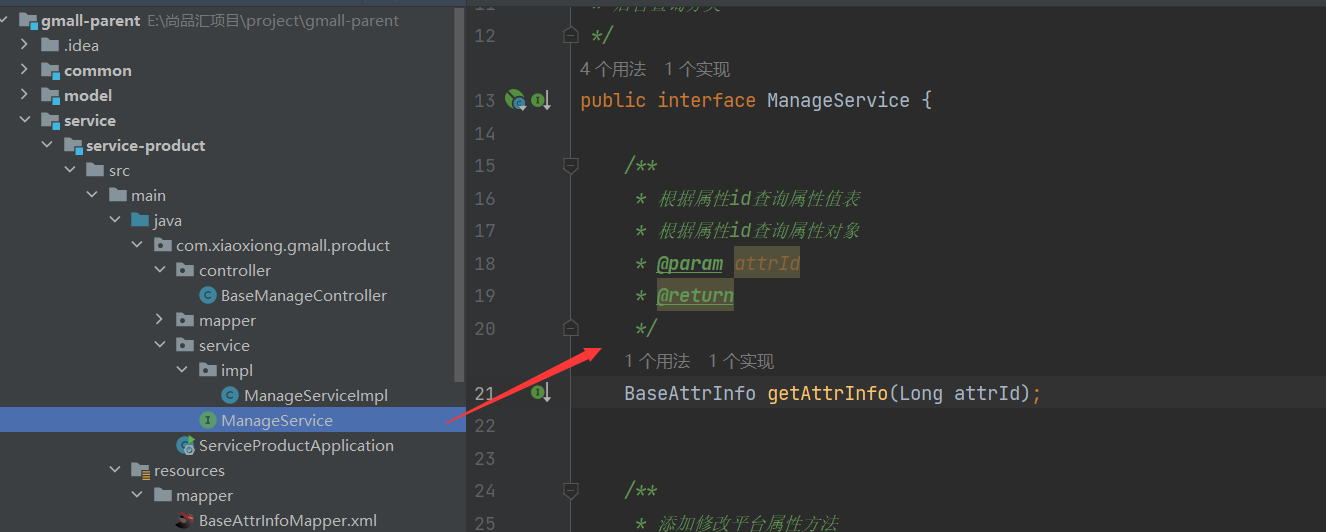 gmall-parent E:\尚品汇项目\project\gmall-parent
.idea
common
model
service
service-product
src
main
java
com.xiaoxiong.gmall.product
controller
BaseManageController
mapper
service
impl
ManageServiceImpl
ManageService
ServiceProductApplication
resources
mapper
BaseAttrInfoMapper.xml
11
12 */
4 个用法 1 个实现
13 public interface ManageService {
14
15 /**
16 * 根据属性id查询属性值表
17 * 根据属性id查询属性对象
18 * @param attrId
19 * @return
20 */
1 个用法 1 个实现
21 BaseAttrInfo getAttrInfo(Long attrId);
22
23
24 /**
25 * 添加修改平台属性方法